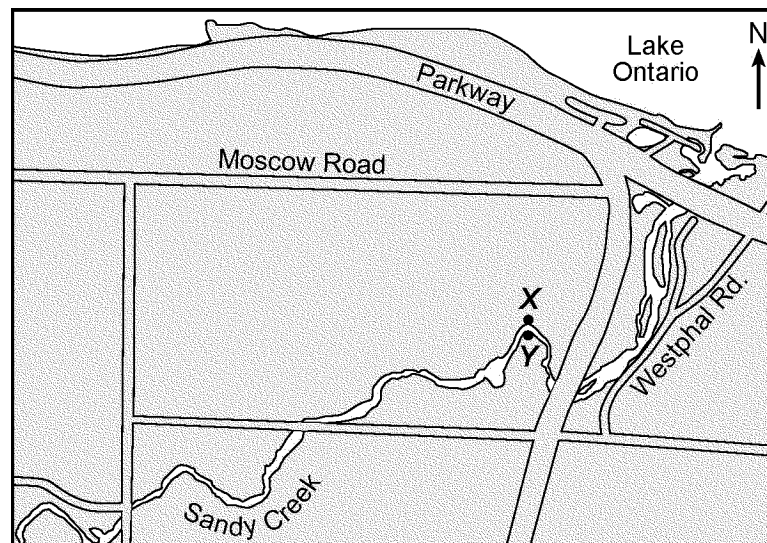 Lake
Ontario
N
Parkway
Moscow Road
X
Y
Westphal Rd.
Sandy Creek